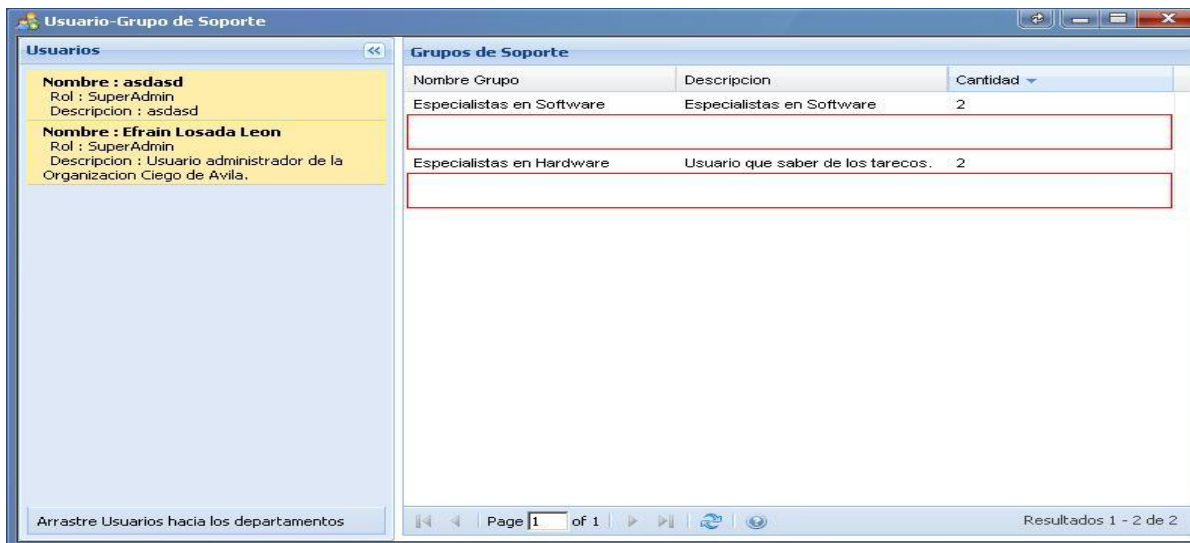 Usuario-Grupo de Soporte
Usuarios
Nombre : asdasd
Rol : SuperAdmin
Descripcion : asdasd
Nombre : Efrain Losada Leon
Rol : SuperAdmin
Descripcion : Usuario administrador de la
Organizacion Ciego de Avila.
Arrastre Usuarios hacia los departamentos
Grupos de Soporte
Nombre Grupo Descripcion Cantidad
Especialistas en Software Especialistas en Software 2
Especialistas en Hardware Usuario que saber de los tarecos. 2
Page 1 of 1 Resultados 1 - 2 de 2